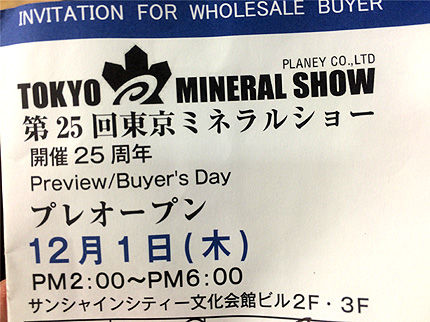 INVITATION FOR WHOLESALE BUYER
PLANEY CO.,LTD
TOKYO MINERAL SHOW
第25回東京ミネラルショー
開催25周年
Preview/Buyer's Day
プレオープン
12月1日(木)
PM2:00～PM6:00
サンシャインシティー文化会館ビル2F・3F